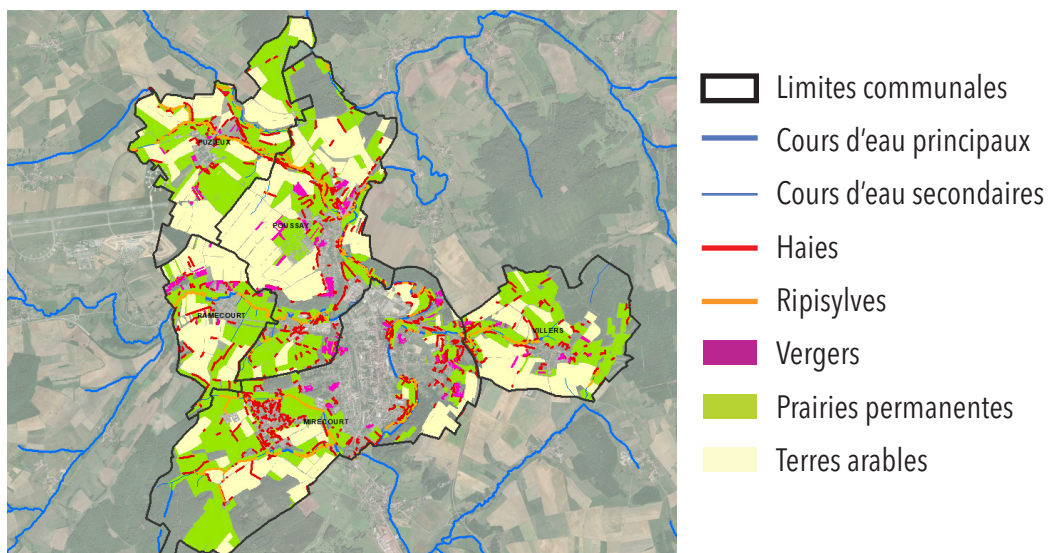 PUZIEUX
POUSSAY
RAMECOURT
VILLERS
MIRECOURT
Limites communales
Cours d'eau principaux
Cours d'eau secondaires
Haies
Ripisylves
Vergers
Prairies permanentes
Terres arables